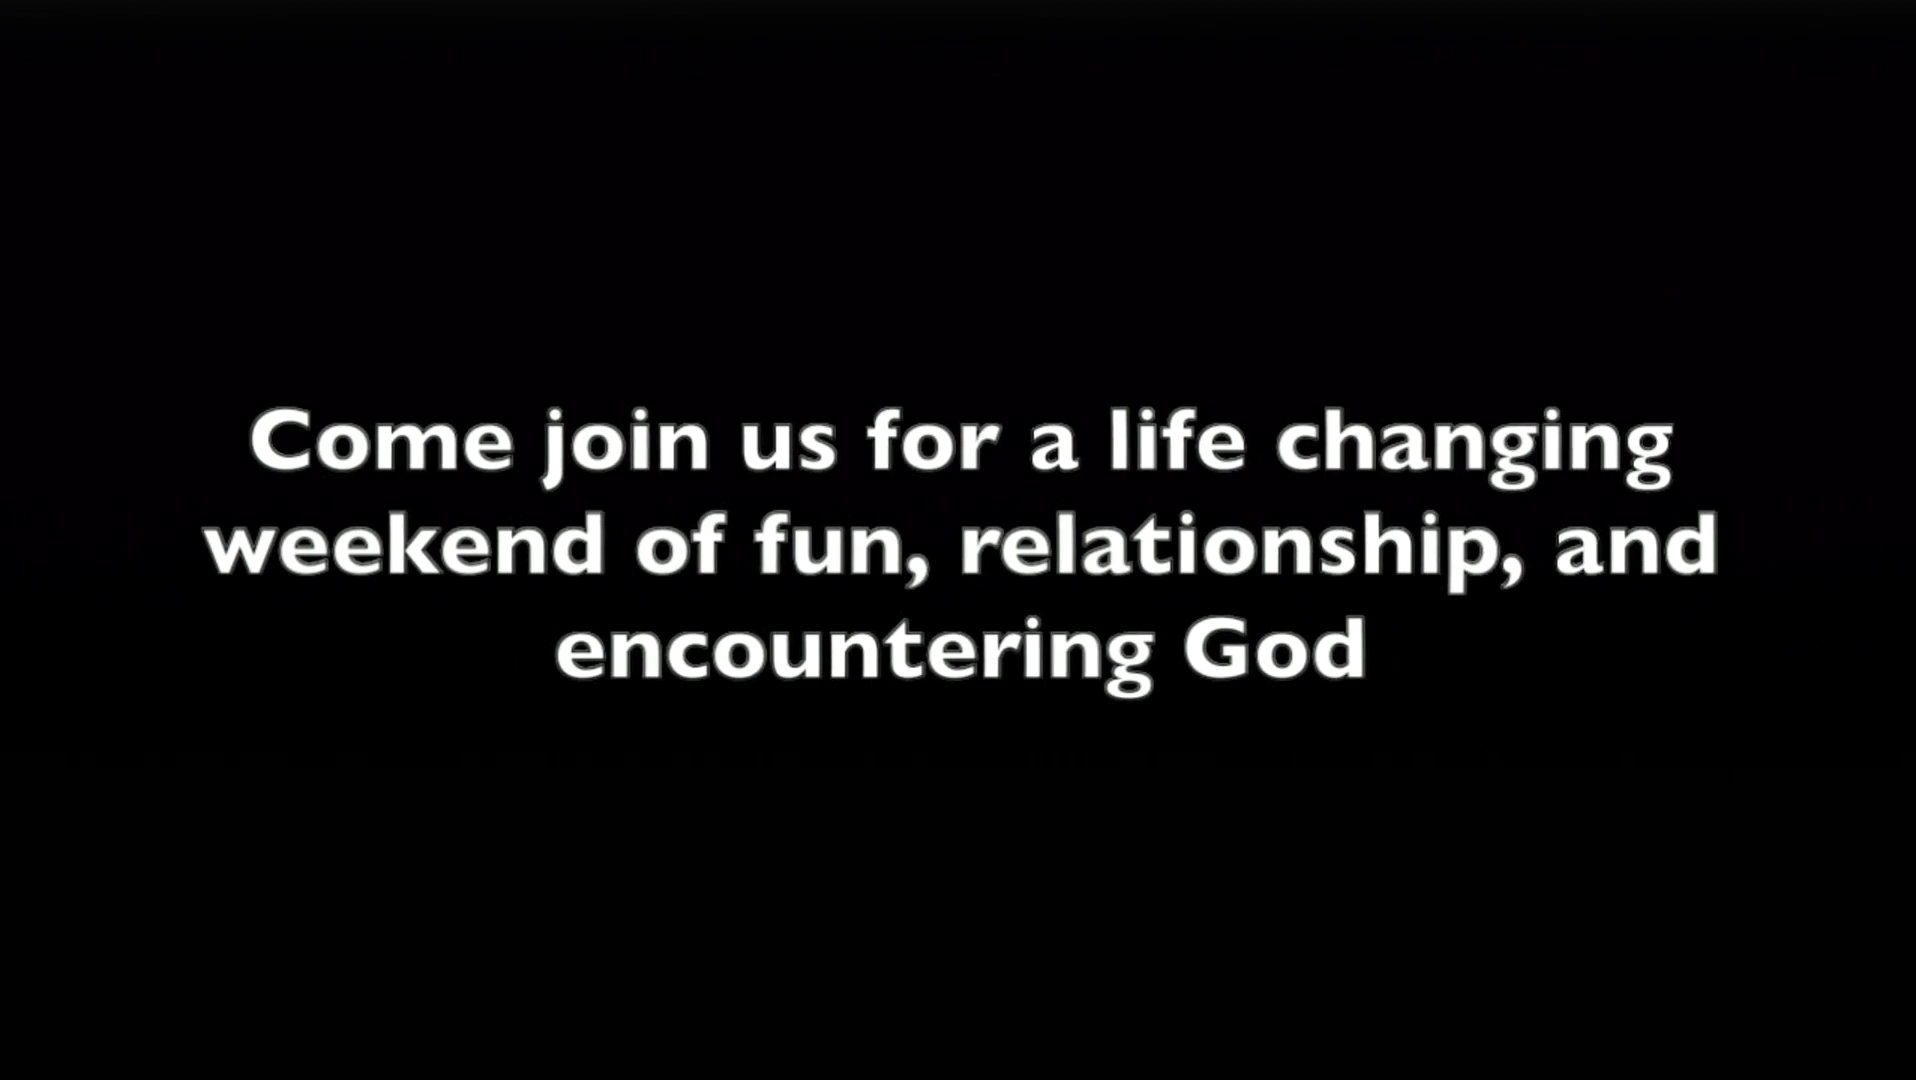 Come join us for a life changing
weekend of fun, relationship, and
encountering God